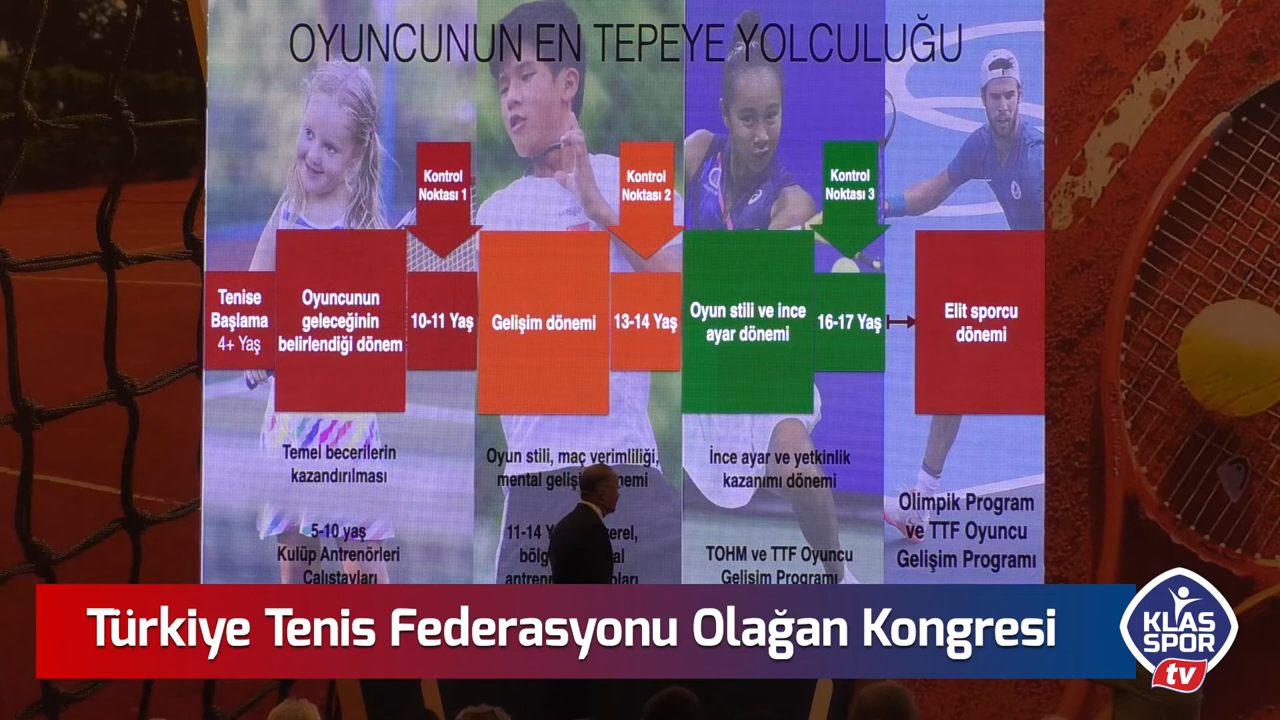 OYUNCUNUN EN TEPEYE YOLCULUĞU
Kontrol
Noktası 1
Kontrol
Noktası 2
Kontrol
Noktası 3
Tenise
Başlama
4+ Yaş
Oyuncunun
geleceğinin
belirlendiği dönem
10-11 Yaş
Gelişim dönemi
13-14 Yaş
Oyun stili ve ince
ayar dönemi
16-17 Yaş
Elit sporcu
dönemi
Temel becerilerin
kazandırılması
Oyun stili, maç verimliliği,
mental
İnce ayar ve yetkinlik
kazanımı dönemi
5-10 yaş
Kulüp Antrenörleri
Çalıştayları
11-14
TOHM ve TTF Oyuncu
Gelişim Programı
Olimpik Program
ve TTF Oyuncu
Gelişim Programı
Türkiye Tenis Federasyonu Olağan Kongresi
KLAS
SPOR
tv